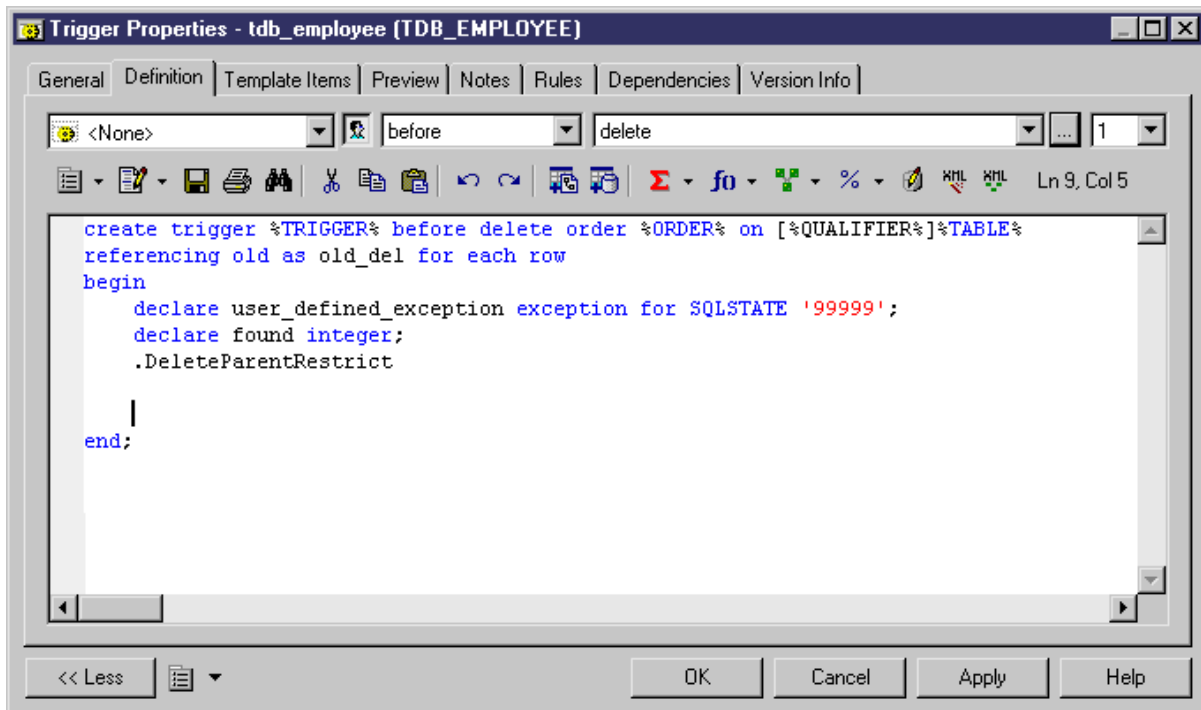 Trigger Properties - tdb_employee (TDB_EMPLOYEE)
General Definition Template Items Preview Notes Rules Dependencies Version Info
<None> before delete ... 1
Σ f() % XML XML Ln 9, Col 5
create trigger %TRIGGER% before delete order %ORDER% on [%QUALIFIER%]%TABLE%
referencing old as old_del for each row
begin
declare user_defined_exception exception for SQLSTATE '99999';
declare found integer;
.DeleteParentRestrict
end;
<< Less OK Cancel Apply Help